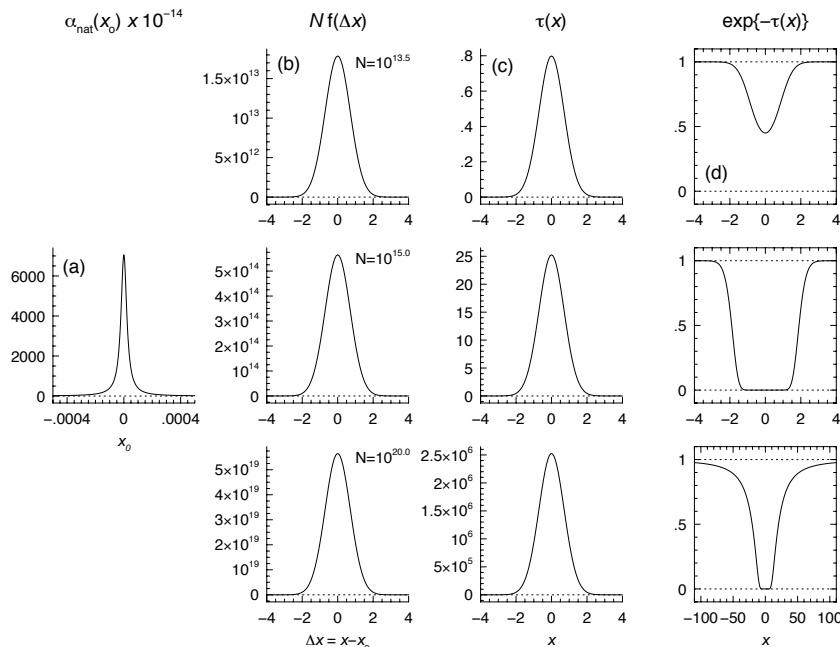 α_nat(x_o) x 10^−14 N f(Δx) τ(x) exp{−τ(x)}
(b) N=10^13.5
1.5×10^13
10^13
5×10^12
0
−4 −2 0 2 4
(c)
.8
.6
.4
.2
0
−4 −2 0 2 4
(d)
1
.5
0
−4 −2 0 2 4
(a)
6000
4000
2000
0
−.0004 0 .0004
x_0
N=10^15.0
5×10^14
4×10^14
3×10^14
2×10^14
10^14
0
−4 −2 0 2 4
25
20
15
10
5
0
−4 −2 0 2 4
1
.5
0
−4 −2 0 2 4
N=10^20.0
5×10^19
4×10^19
3×10^19
2×10^19
10^19
0
−4 −2 0 2 4
Δx = x−x_o
2.5×10^6
2×10^6
1.5×10^6
10^6
5×10^5
0
−4 −2 0 2 4
x
1
.5
0
−100 −50 0 50 100
x